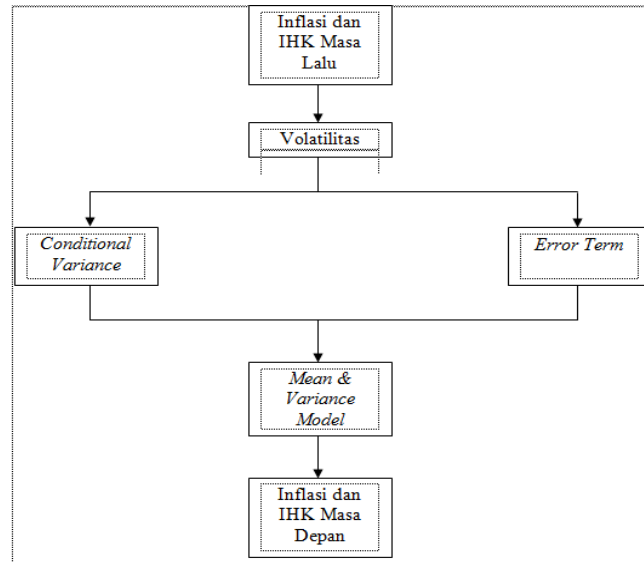 Inflasi dan
IHK Masa
Lalu
Volatilitas
Conditional
Variance
Error Term
Mean &
Variance
Model
Inflasi dan
IHK Masa
Depan